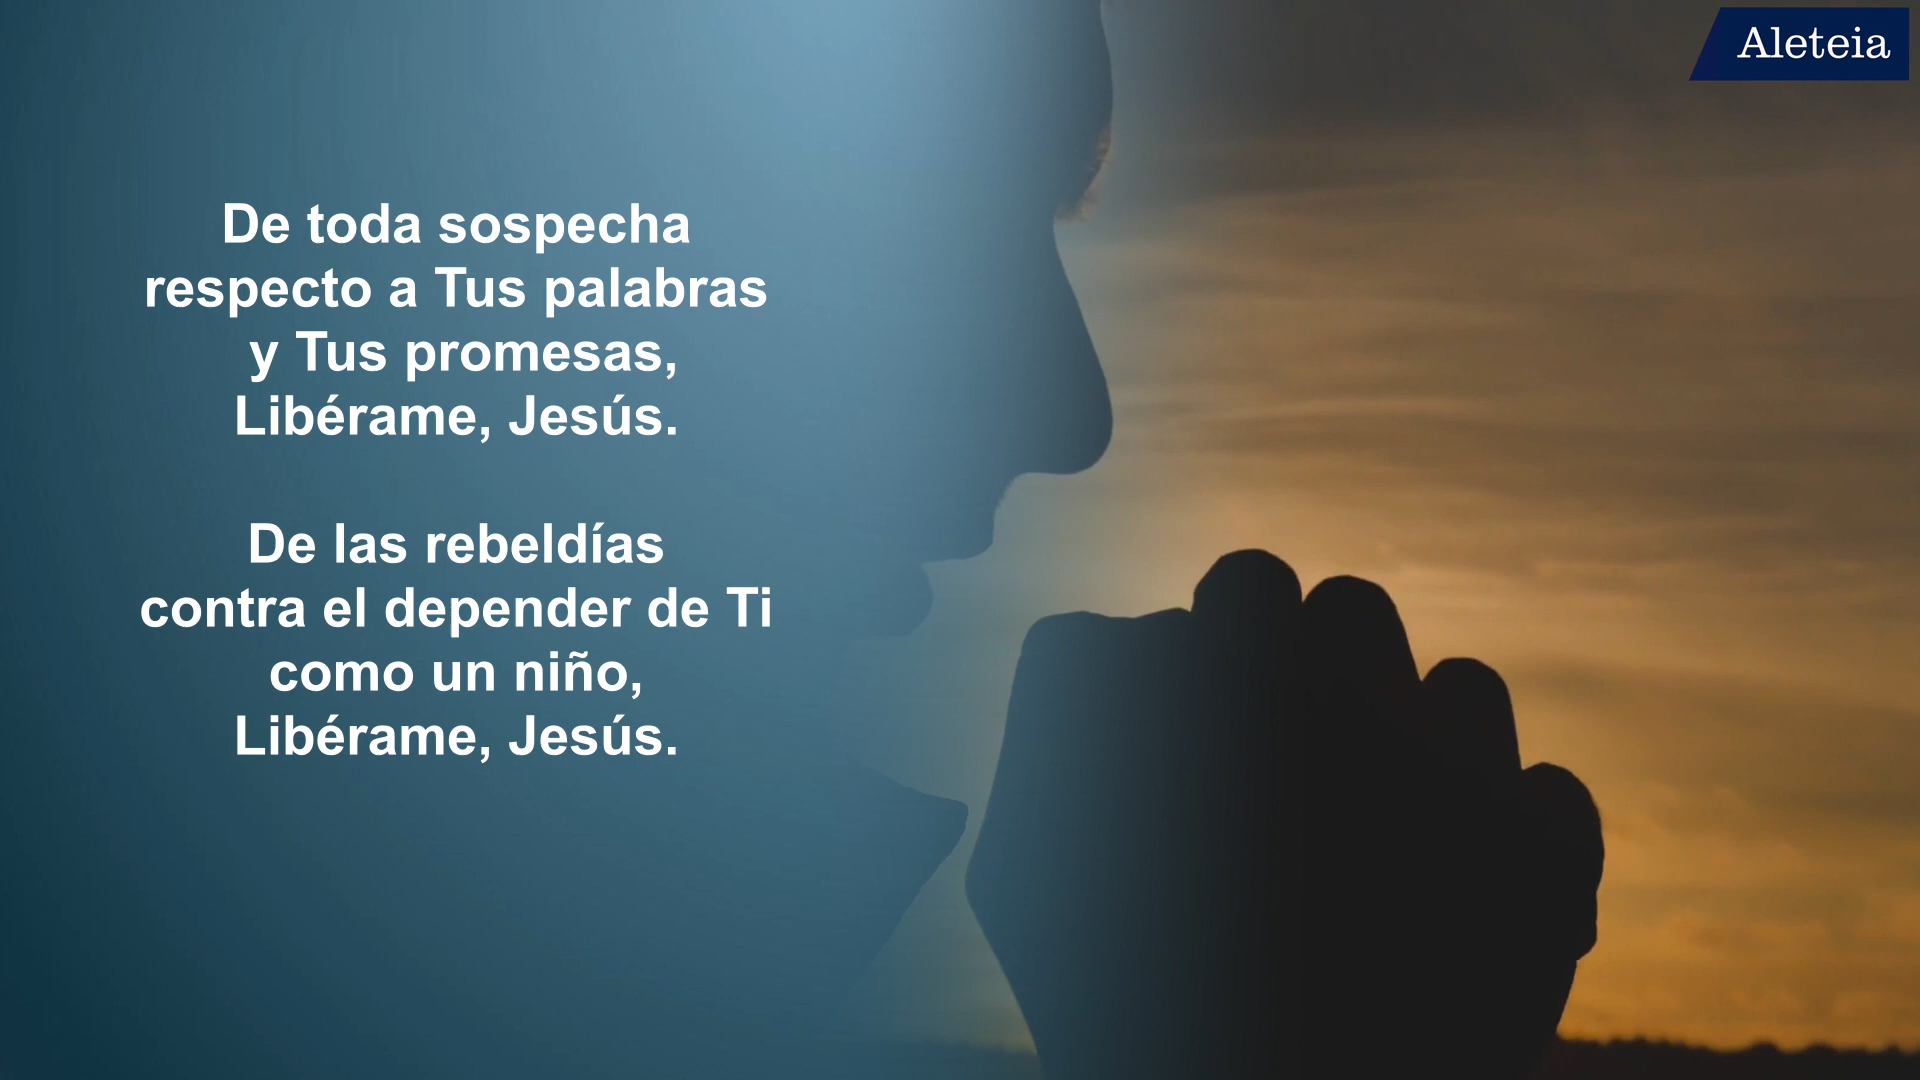 Aleteia
De toda sospecha
respecto a Tus palabras
y Tus promesas,
Libérame, Jesús.
De las rebeldías
contra el depender de Ti
como un niño,
Libérame, Jesús.